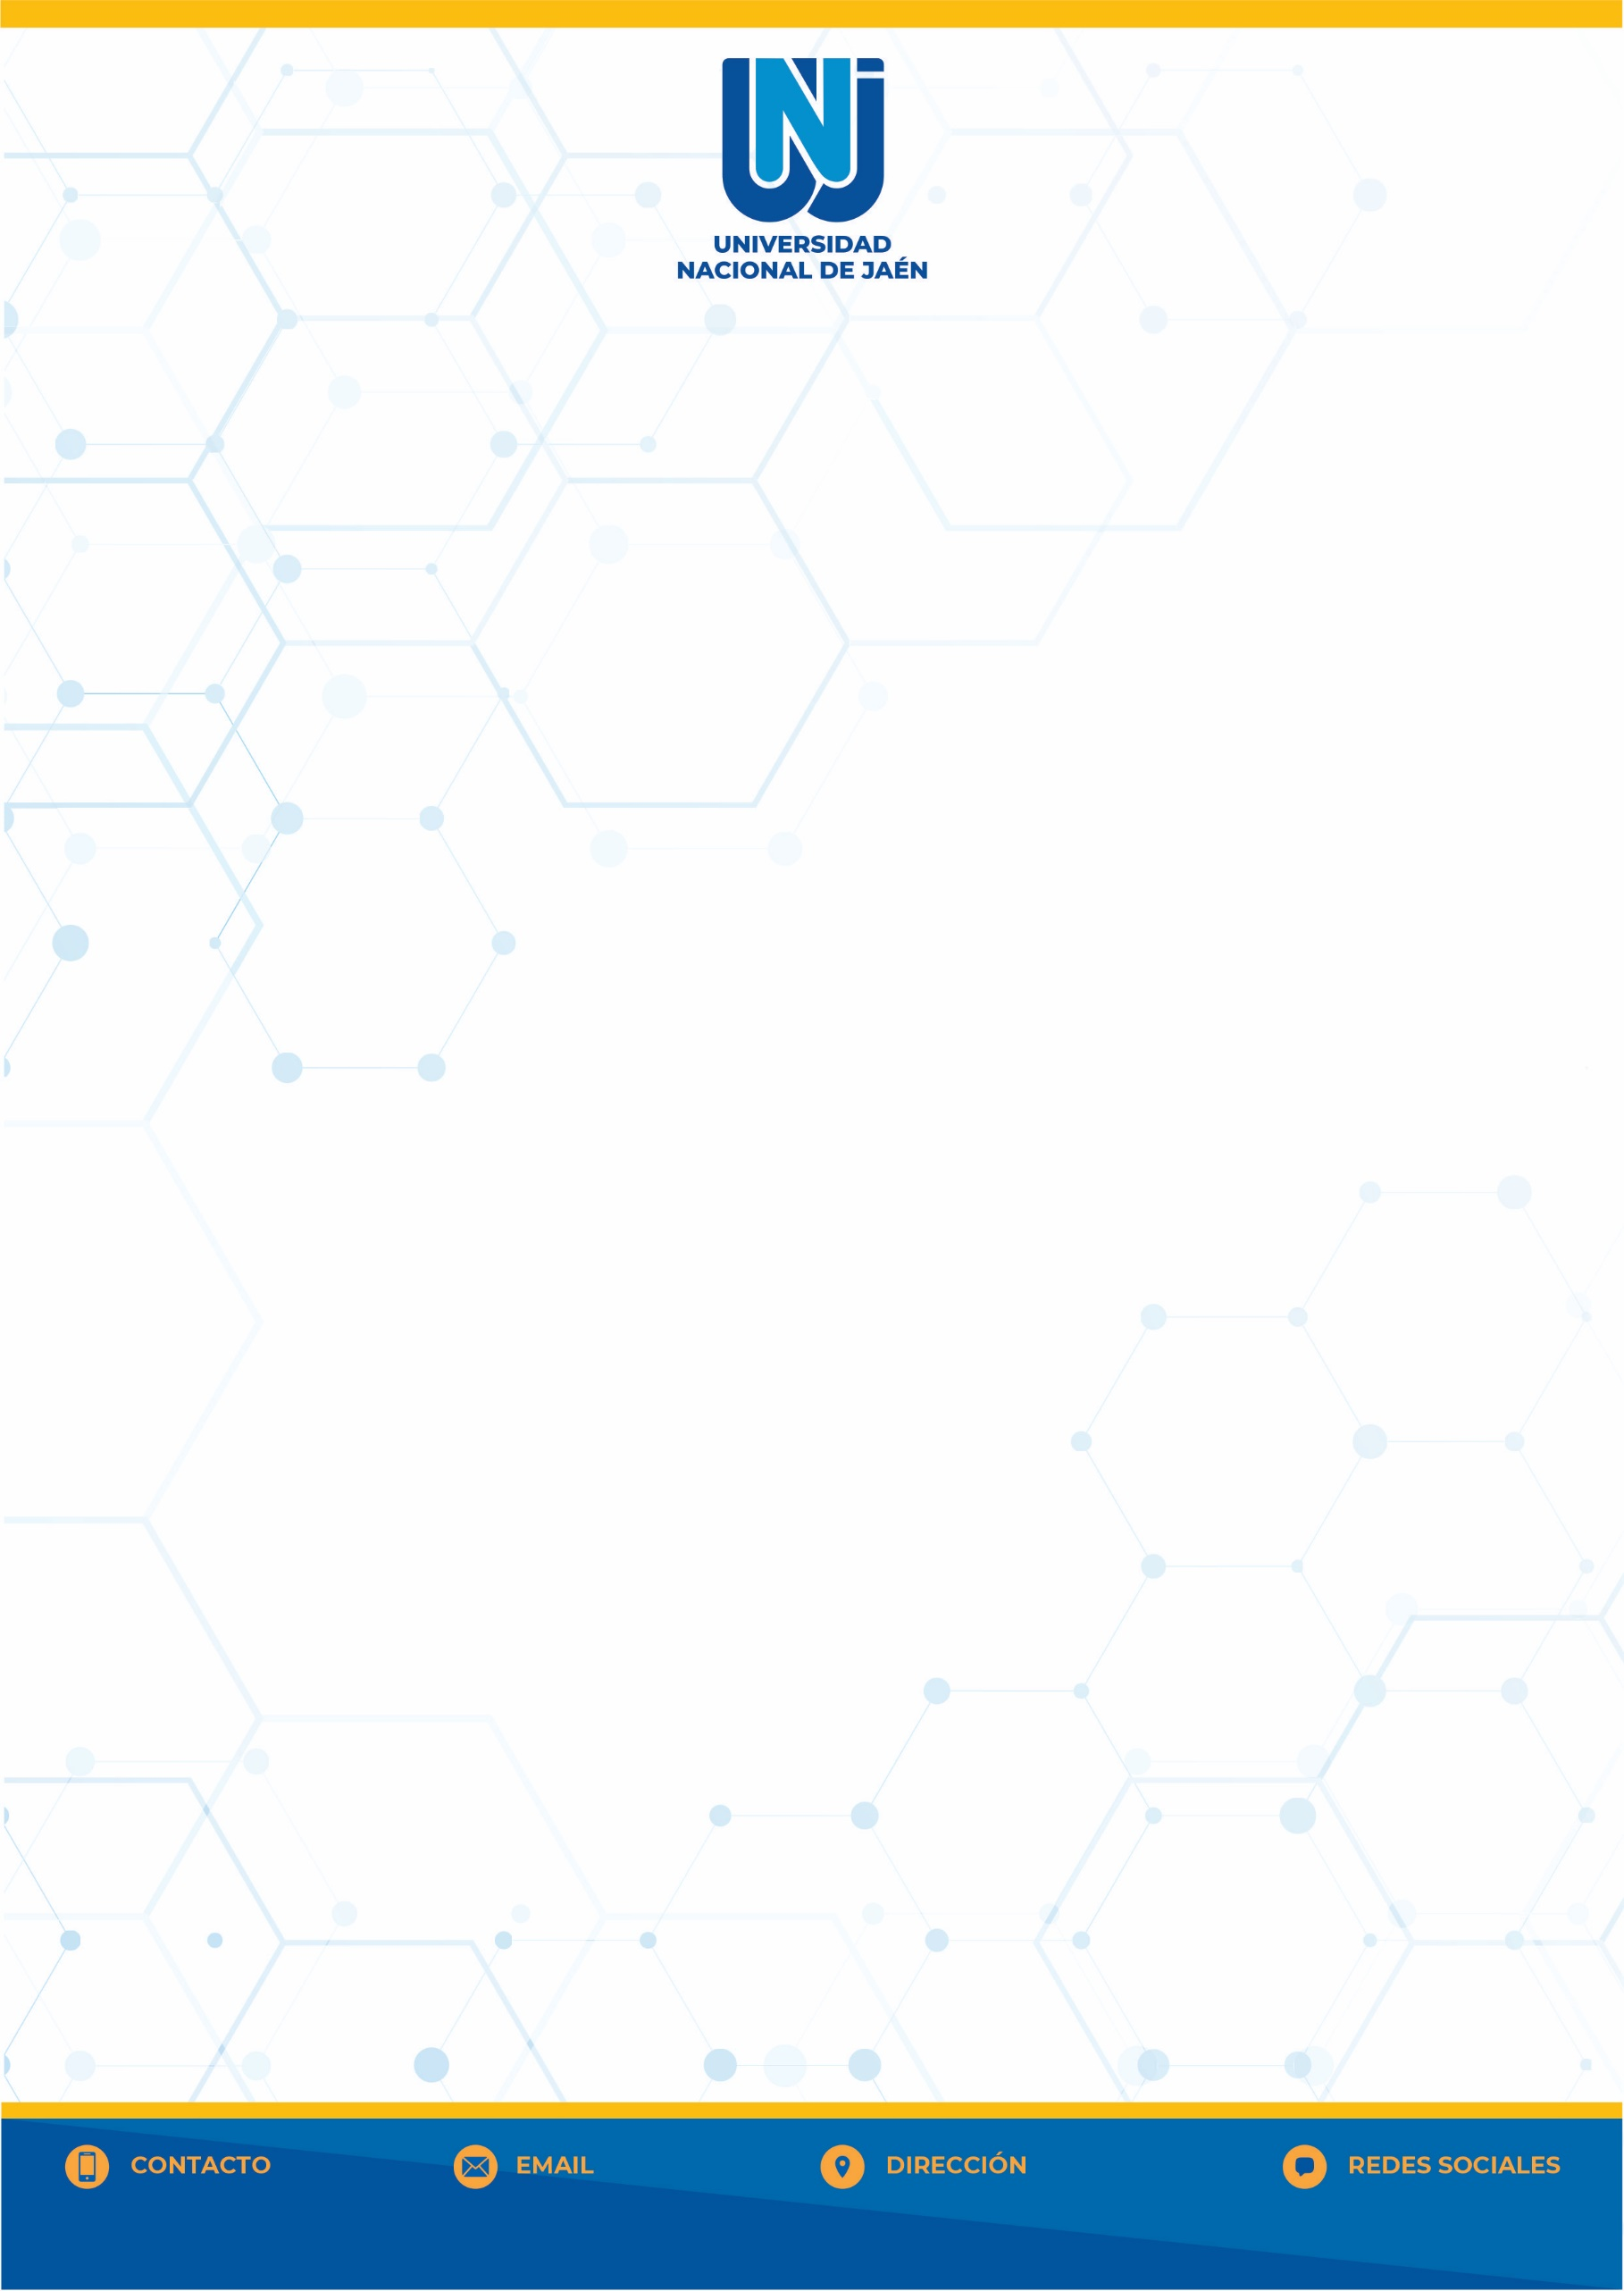 UNIVERSIDAD
NACIONAL DE JAÉN
CONTACTO
EMAIL
DIRECCIÓN
REDES SOCIALES